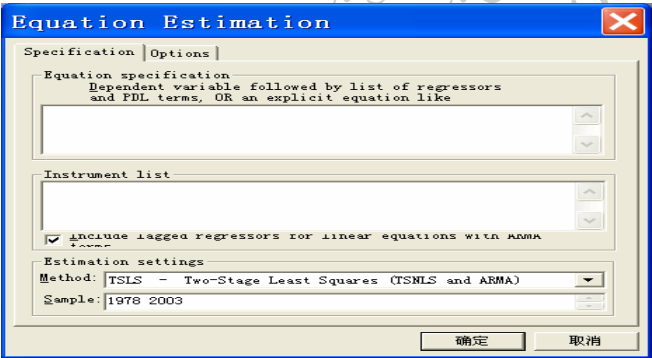 Equation Estimation
Specification Options
Equation specification
Dependent variable followed by list of regressors
and PDL terms, OR an explicit equation like
Instrument list
Include lagged regressors for linear equations with ARMA
terms
Estimation settings
Method: TSLS - Two-Stage Least Squares (TSNLS and ARMA)
Sample: 1978 2003
确定 取消